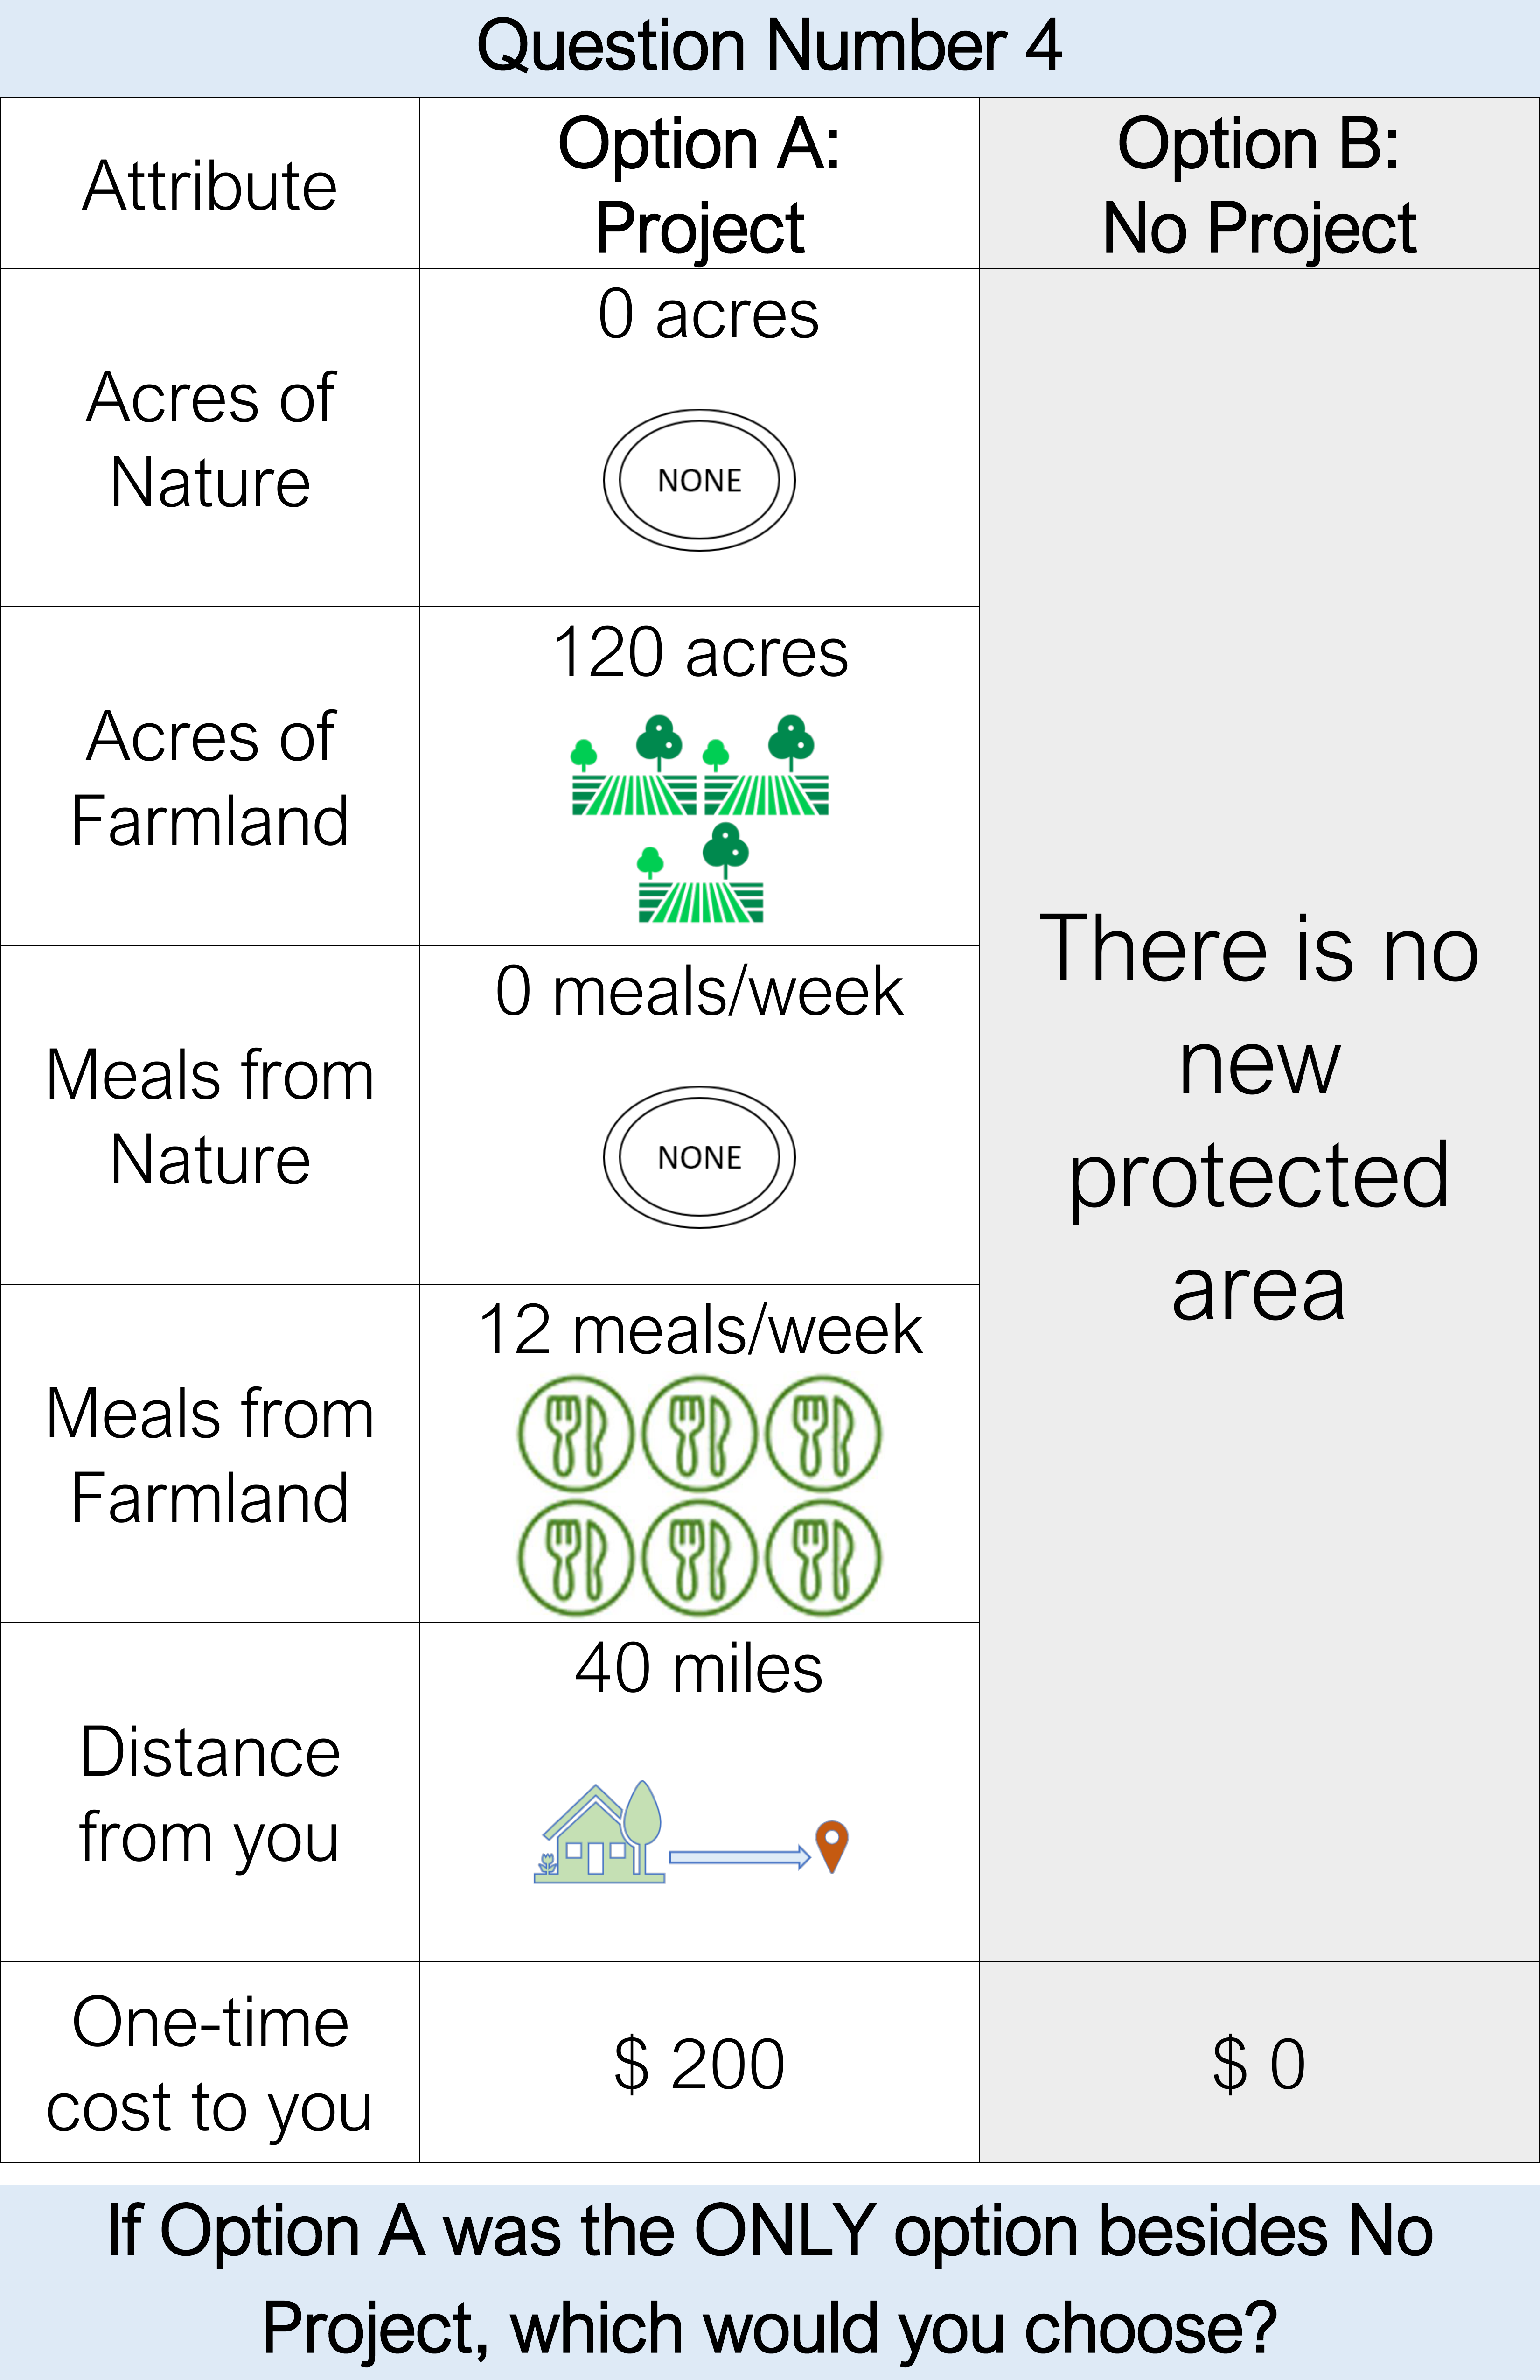 Question Number 4
Attribute
Option A:
Project
Option B:
No Project
Acres of
Nature
0 acres
NONE
Acres of
Farmland
120 acres
Meals from
Nature
0 meals/week
NONE
Meals from
Farmland
12 meals/week
Distance
from you
40 miles
There is no
new
protected
area
One-time
cost to you
$ 200
$ 0
If Option A was the ONLY option besides No
Project, which would you choose?